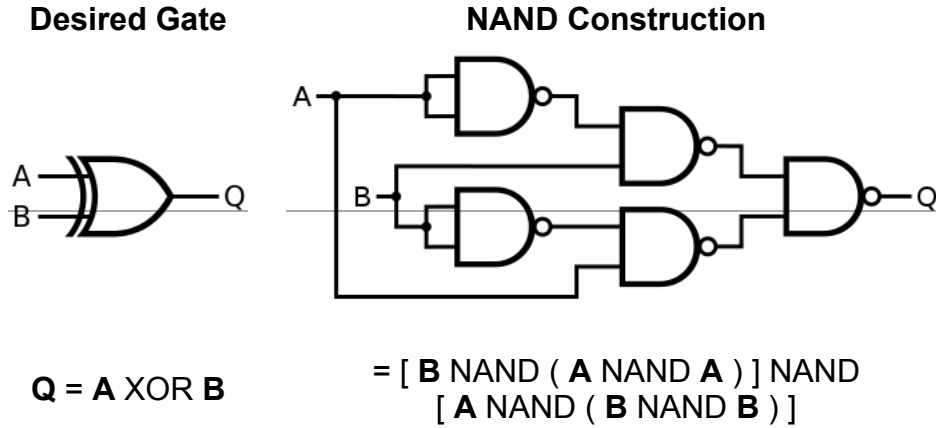 Desired Gate
NAND Construction
A
B
Q
A
B
Q
Q = A XOR B
= [ B NAND ( A NAND A ) ] NAND
[ A NAND ( B NAND B ) ]